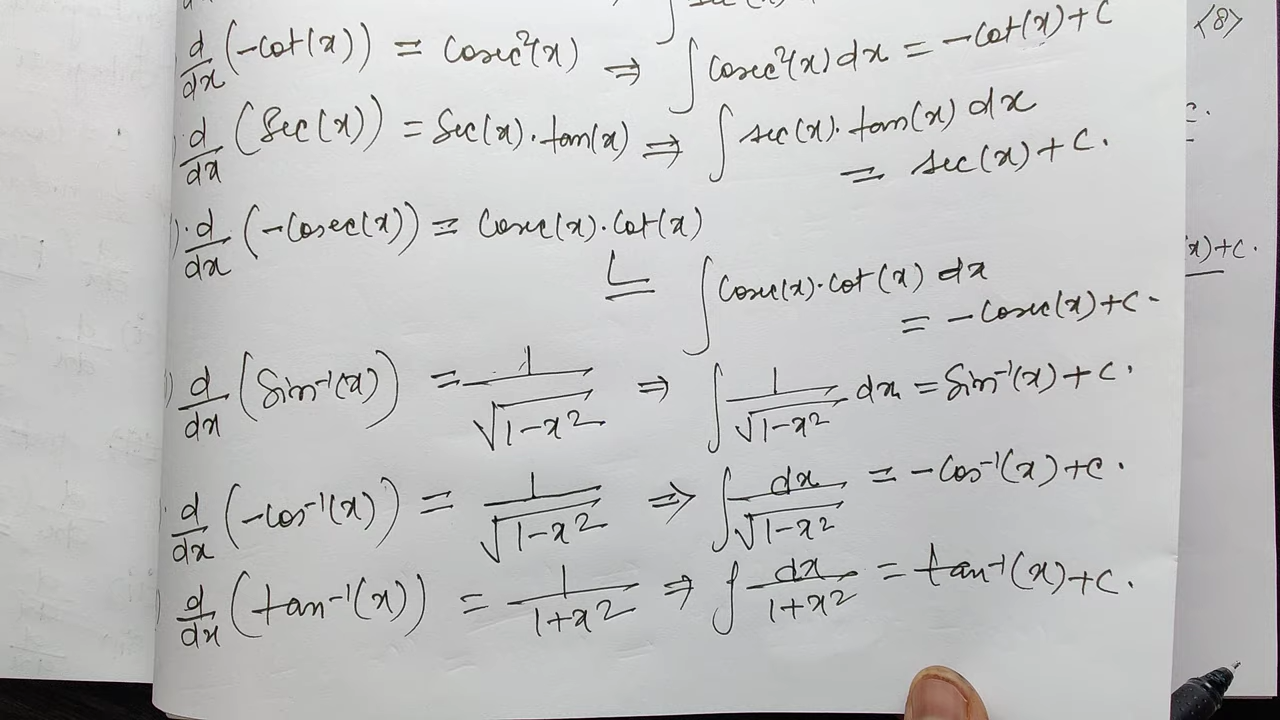 d/dx (-cot(x)) = cosec²(x) ⇒ ∫ cosec²(x) dx = -cot(x) + C
d/dx (Sec(x)) = Sec(x)·tan(x) ⇒ ∫ sec(x)·tan(x) dx
= sec(x) + C.
d/dx (-cosec(x)) = cosec(x)·cot(x)
∫ cosec(x)·cot(x) dx
= -cosec(x) + C.
d/dx (Sin⁻¹(x)) = 1/√(1-x²) ⇒ ∫ 1/√(1-x²) dx = Sin⁻¹(x) + C.
d/dx (-cos⁻¹(x)) = 1/√(1-x²) ⇒ ∫ dx/√(1-x²) = -cos⁻¹(x) + C.
d/dx (tan⁻¹(x)) = 1/(1+x²) ⇒ ∫ dx/(1+x²) = tan⁻¹(x) + C.
<8>
C.
x) + C.